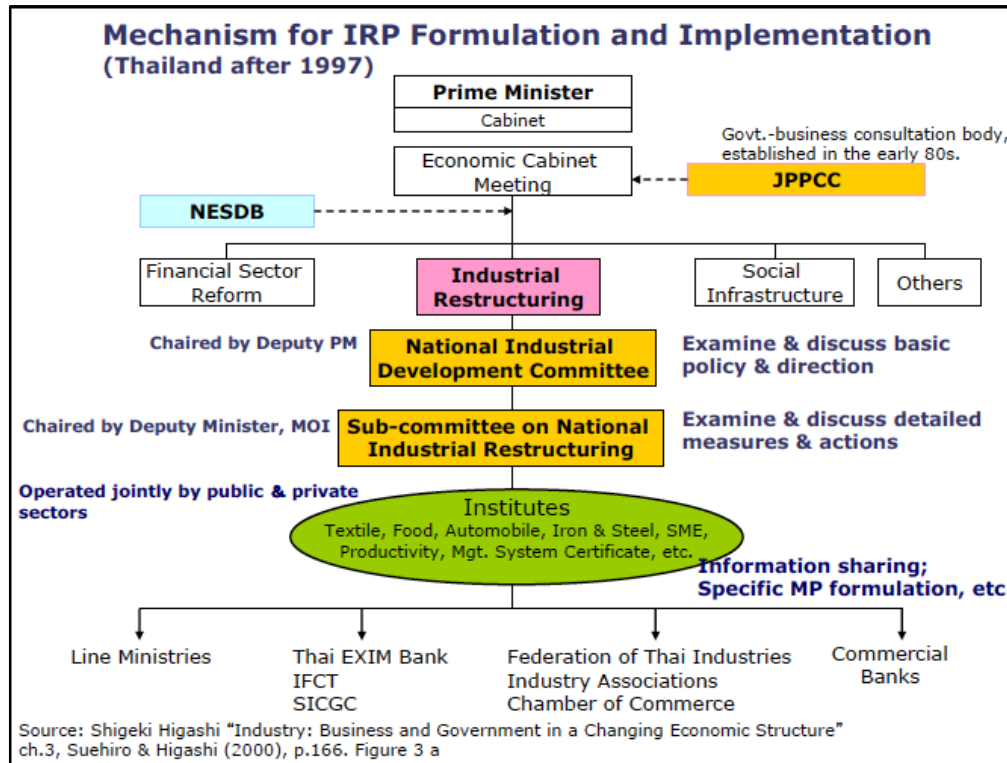 Mechanism for IRP Formulation and Implementation
(Thailand after 1997)
Prime Minister
Cabinet
Govt.-business consultation body,
established in the early 80s.
Economic Cabinet
Meeting
JPPCC
NESDB
Financial Sector
Reform
Industrial
Restructuring
Social
Infrastructure
Others
Chaired by Deputy PM
National Industrial
Development Committee
Examine & discuss basic
policy & direction
Chaired by Deputy Minister, MOI
Sub-committee on National
Industrial Restructuring
Examine & discuss detailed
measures & actions
Operated jointly by public & private
sectors
Institutes
Textile, Food, Automobile, Iron & Steel, SME,
Productivity, Mgt. System Certificate, etc.
Information sharing;
Specific MP formulation, etc
Line Ministries
Thai EXIM Bank
IFCT
SICGC
Federation of Thai Industries
Industry Associations
Chamber of Commerce
Commercial
Banks
Source: Shigeki Higashi “Industry: Business and Government in a Changing Economic Structure”
ch.3, Suehiro & Higashi (2000), p.166. Figure 3 a